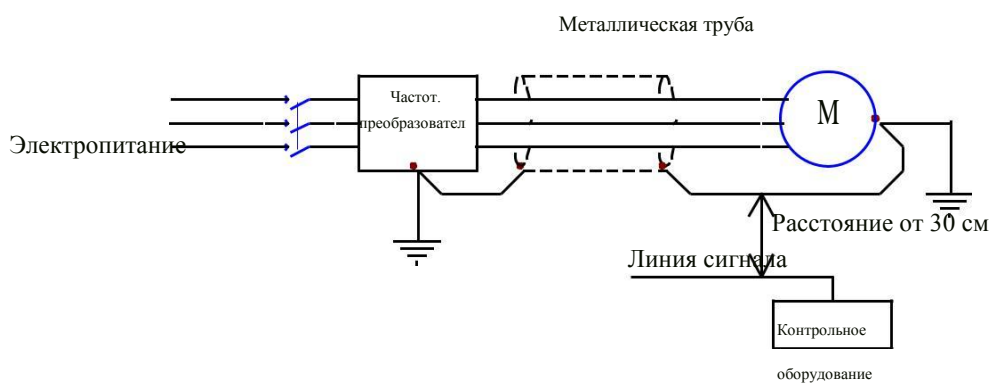 Металлическая труба
Частот.
преобразовател
M
Электропитание
Расстояние от 30 см
Линия сигнала
Контрольное
оборудование